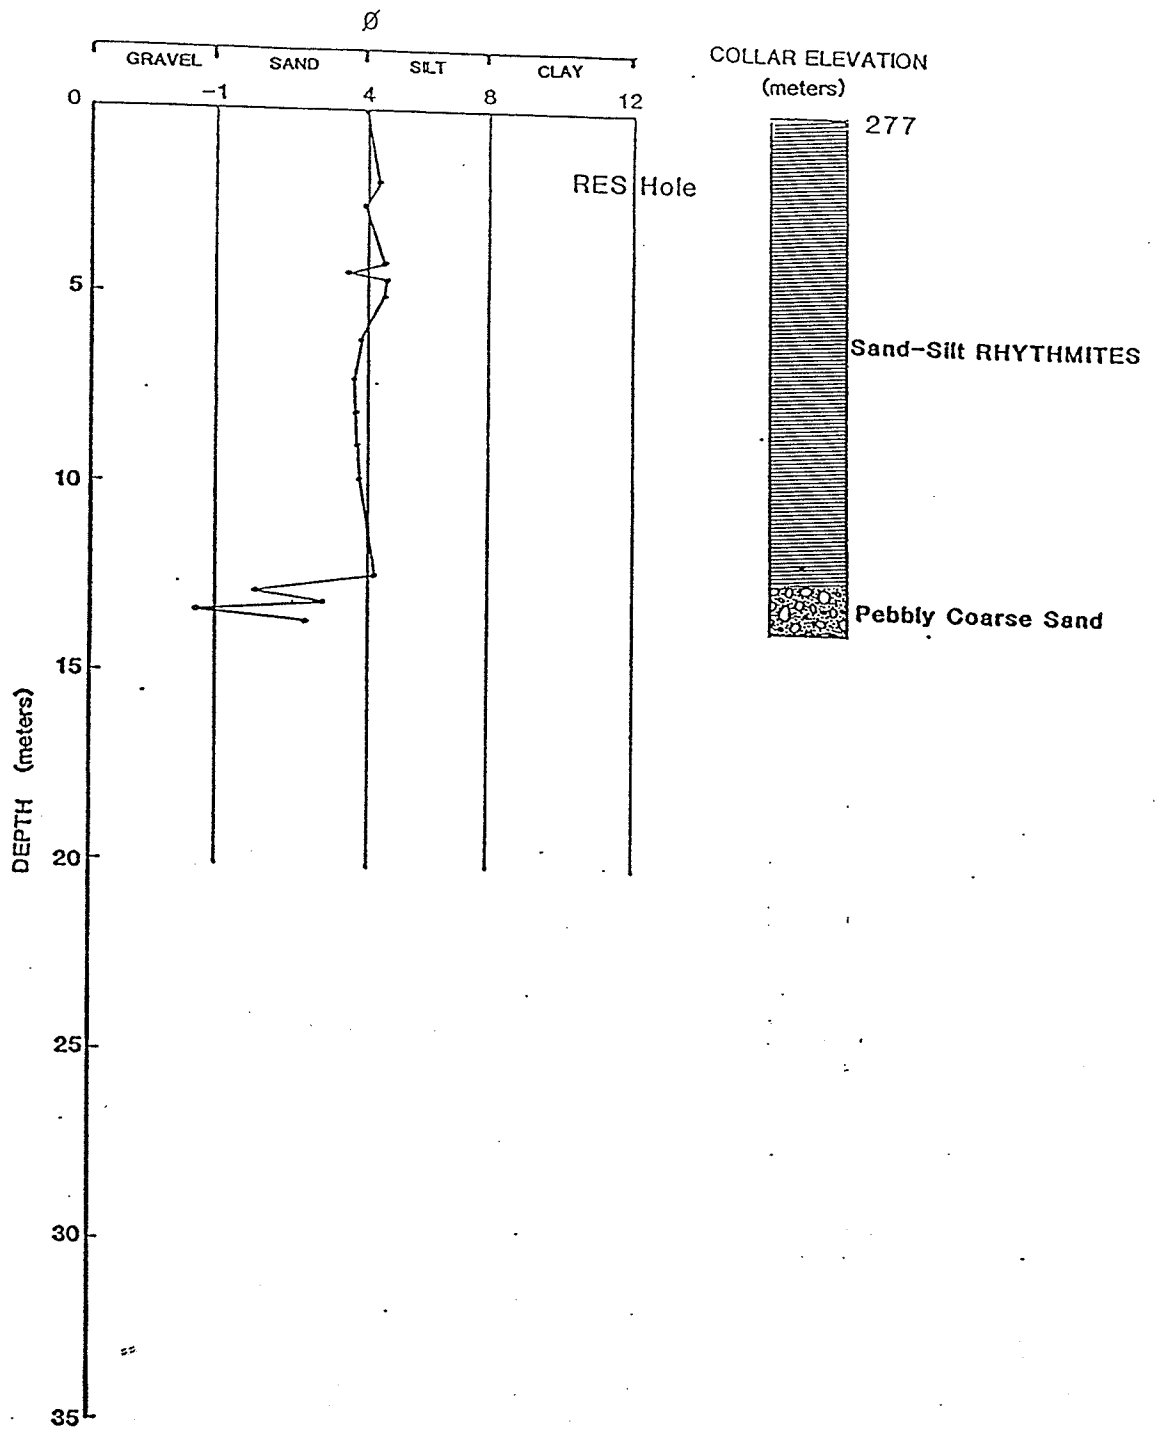 Ø
GRAVEL SAND SILT CLAY
COLLAR ELEVATION
(meters)
0 -1 4 8 12
277
RES Hole
5
Sand-Silt RHYTHMITES
10
Pebbly Coarse Sand
15
DEPTH (meters)
20
25
30
35